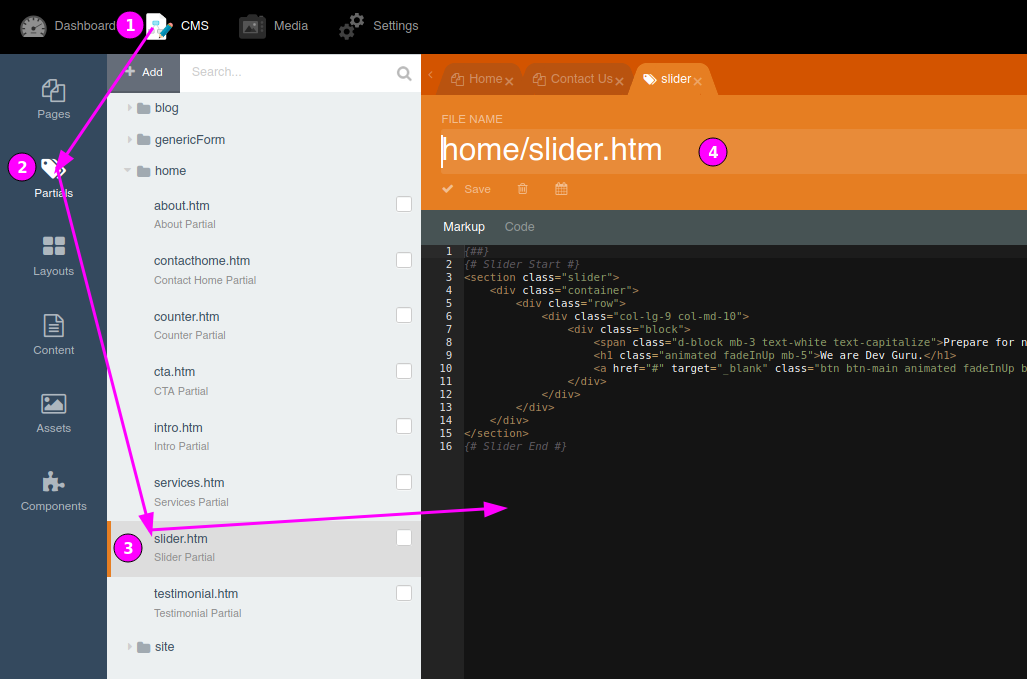 Dashboard 1 CMS Media Settings
Pages
2
Partials
Layouts
Content
Assets
Components
+ Add Search...
blog
genericForm
home
about.htm
About Partial
contacthome.htm
Contact Home Partial
counter.htm
Counter Partial
cta.htm
CTA Partial
intro.htm
Intro Partial
services.htm
Services Partial
3 slider.htm
Slider Partial
testimonial.htm
Testimonial Partial
site
Home Contact Us slider
FILE NAME
home/slider.htm 4
Save
Markup Code
1 {##}
2 {# Slider Start #}
3 <section class="slider">
4 <div class="container">
5 <div class="row">
6 <div class="col-lg-9 col-md-10">
7 <div class="block">
8 <span class="d-block mb-3 text-white text-capitalize">Prepare for n
9 <h1 class="animated fadeInUp mb-5">We are Dev Guru.</h1>
10 <a href="#" target="_blank" class="btn btn-main animated fadeInUp b
11 </div>
12 </div>
13 </div>
14 </div>
15 </section>
16 {# Slider End #}